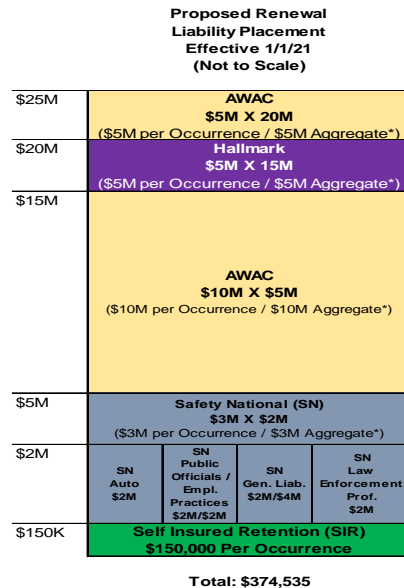 Proposed Renewal
Liability Placement
Effective 1/1/21
(Not to Scale)
$25M
AWAC
$5M X 20M
($5M per Occurrence / $5M Aggregate*)
$20M
Hallmark
$5M X 15M
($5M per Occurrence / $5M Aggregate*)
$15M
AWAC
$10M X $5M
($10M per Occurrence / $10M Aggregate*)
$5M
Safety National (SN)
$3M X $2M
($3M per Occurrence / $3M Aggregate*)
$2M
SN
Auto
$2M
SN
Public
Officials /
Empl.
Practices
$2M/$2M
SN
Gen. Liab.
$2M/$4M
SN
Law
Enforcement
Prof.
$2M
$150K
Self Insured Retention (SIR)
$150,000 Per Occurrence
Total: $374,535